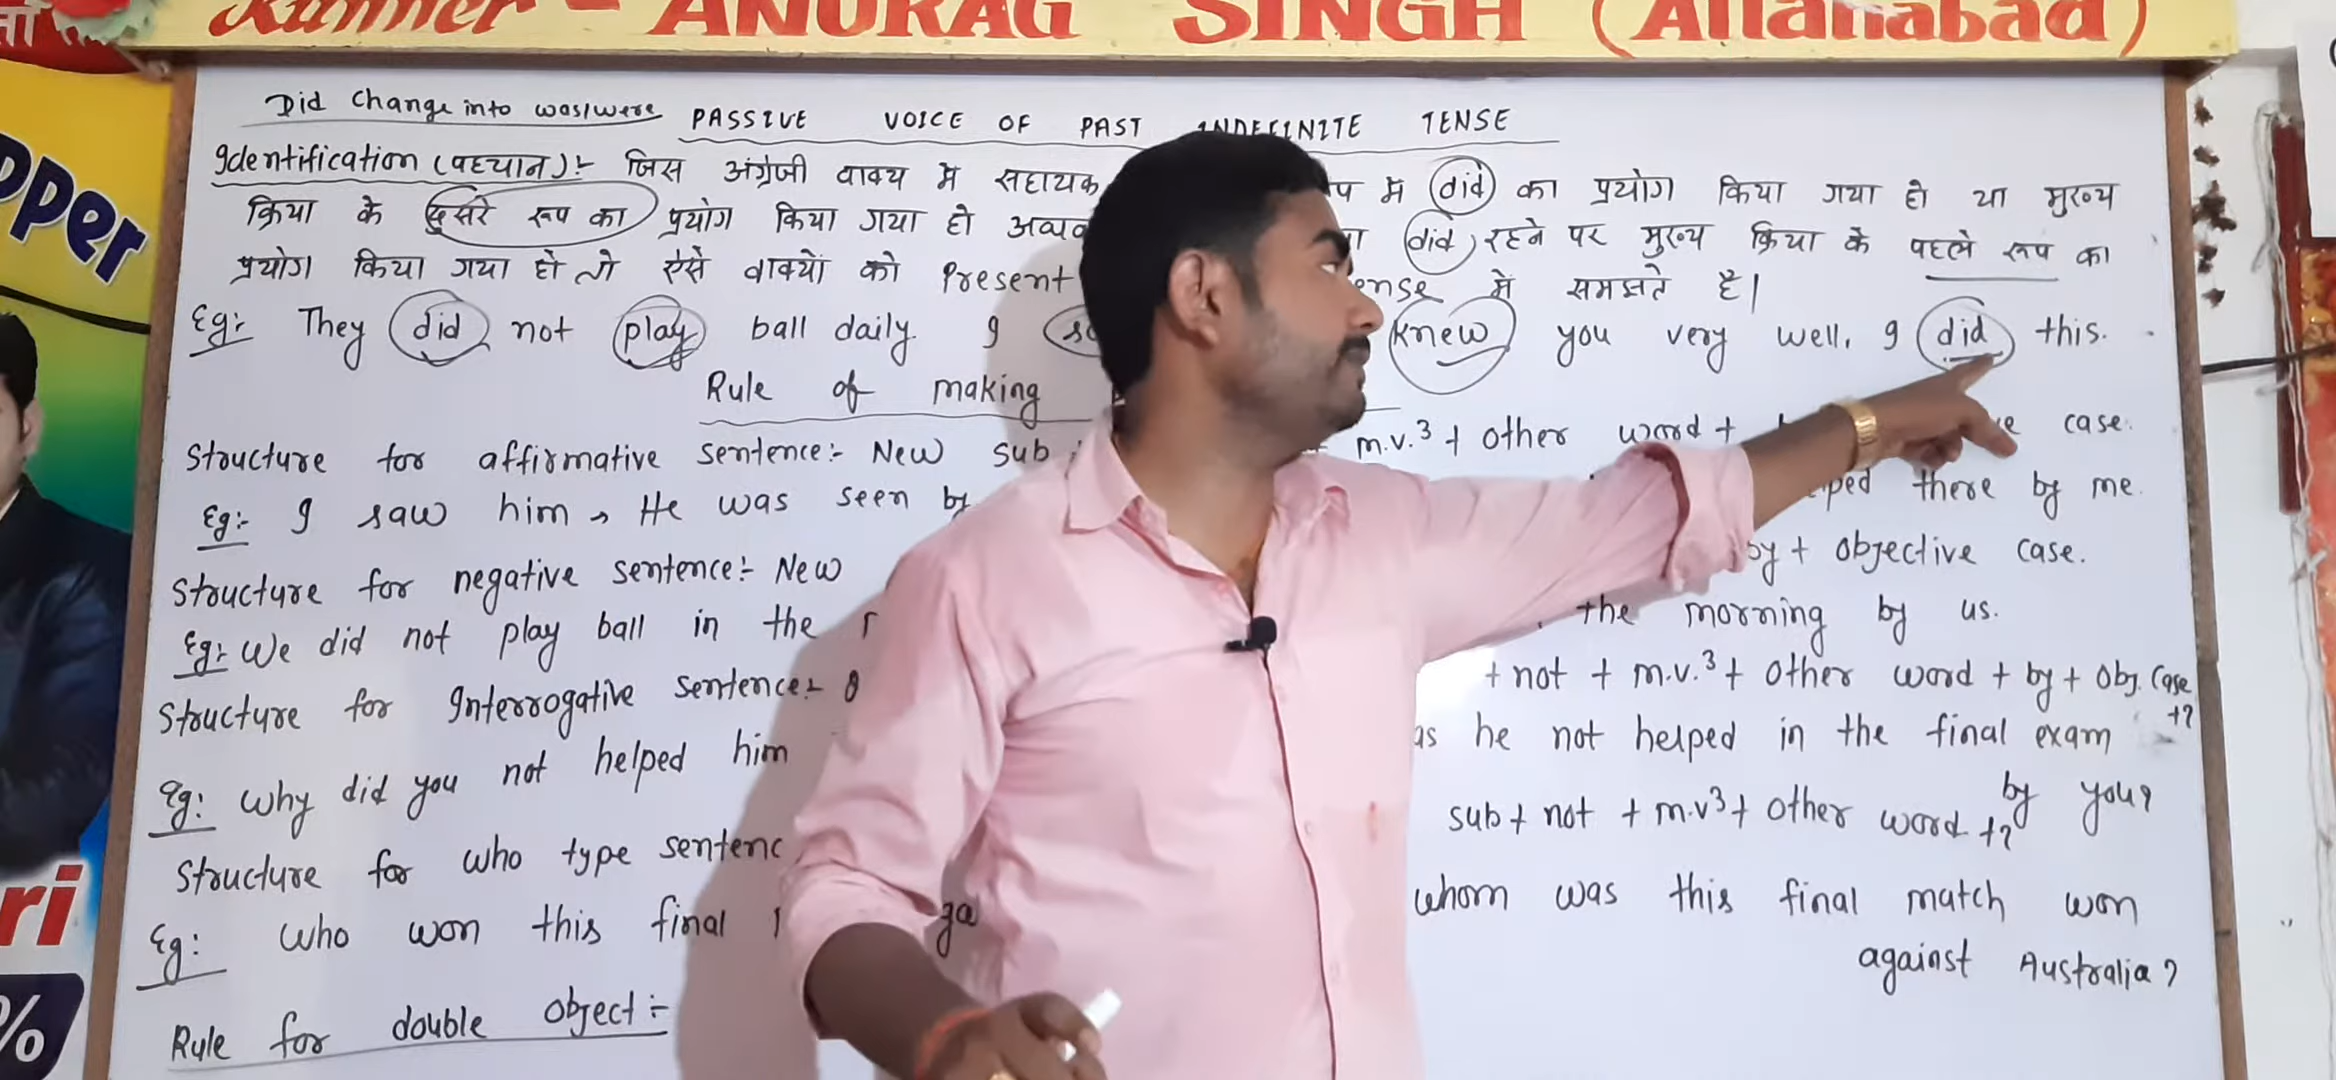 Runner - ANURAG SINGH (Allahabad)
pper
ri
%
Did Change into was/were PASSIVE VOICE OF PAST INDEFINITE TENSE
Identification (पहचान):- जिस अंग्रेजी वाक्य में सहायक में did का प्रयोग किया गया हो या मुख्य
क्रिया के दुसरे रूप का प्रयोग किया गया हो did रहने पर मुख्य क्रिया के पहले रूप का
प्रयोग किया गया हो तो ऐसे वाक्यों को Present में समझते है।
Eg:- They did not play ball daily I knew you very well, I did this.
Rule of making
Structure for affirmative sentence:- New sub m.v.³ + other word + case.
Eg:- I saw him → He was seen by there by me.
Structure for negative sentence:- New by + objective case.
Eg:- We did not play ball in the the morning by us.
Structure for Interrogative sentence:- + not + m.v.³ + other word + by + obj. case +?
Eg: Why did you not helped him he not helped in the final exam by you?
Structure for who type sub + not + m.v³ + other word +?
Eg: Who won this final whom was this final match won against Australia?
Rule for double object:-